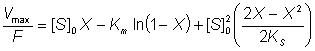 V_max/F = [S]_0 X − K_m ln(1−X) + [S]_0^2 ((2X − X^2)/(2K_S))